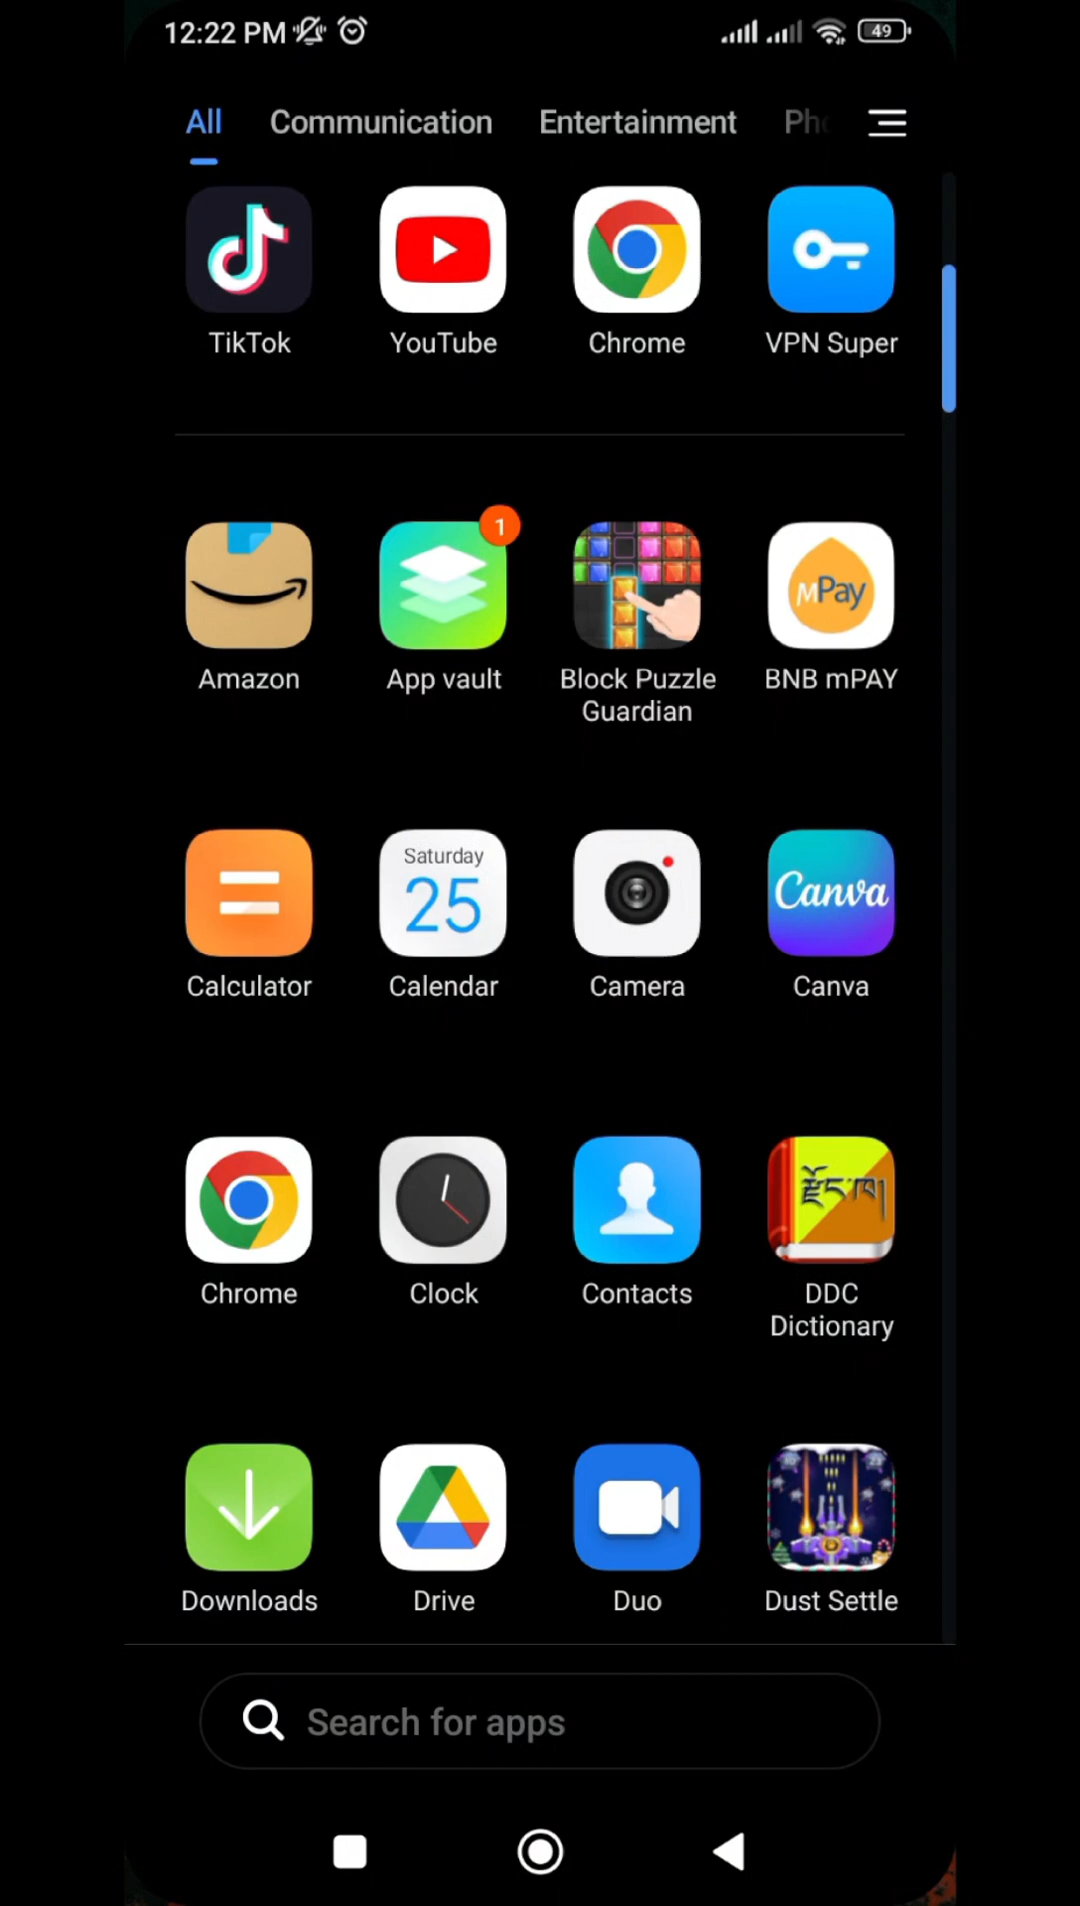 12:22 PM
49
All Communication Entertainment Pho
TikTok YouTube Chrome VPN Super
1
mPay
Amazon App vault Block Puzzle Guardian BNB mPAY
Saturday
25
Canva
Calculator Calendar Camera Canva
རྫོང་ཁ།
Chrome Clock Contacts DDC Dictionary
Downloads Drive Duo Dust Settle
Search for apps